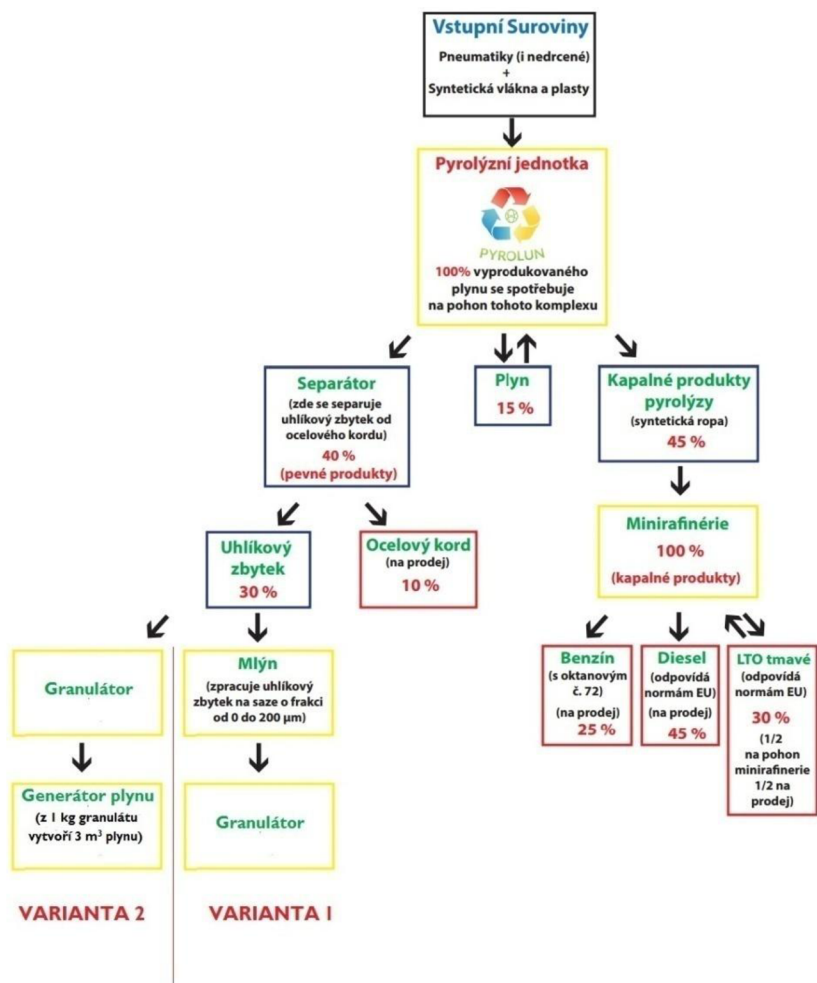 Vstupní Suroviny
Pneumatiky (i nedrcené)
+
Syntetická vlákna a plasty
Pyrolýzní jednotka
PYROLUN
100% vyprodukovaného
plynu se spotřebuje
na pohon tohoto komplexu
Separátor
(zde se separuje
uhlíkový zbytek od
ocelového kordu)
40 %
(pevné produkty)
Plyn
15 %
Kapalné produkty
pyrolýzy
(syntetická ropa)
45 %
Uhlíkový
zbytek
30 %
Ocelový kord
(na prodej)
10 %
Minirafinérie
100 %
(kapalné produkty)
Granulátor
Mlýn
(zpracuje uhlíkový
zbytek na saze o frakci
od 0 do 200 µm)
Benzín
(s oktanovým
č. 72)
(na prodej)
25 %
Diesel
(odpovídá
normám EU)
(na prodej)
45 %
LTO tmavé
(odpovídá
normám EU)
30 %
(1/2
na pohon
minirafinerie
1/2 na
prodej)
Generátor plynu
(z 1 kg granulátu
vytvoří 3 m³ plynu)
Granulátor
VARIANTA 2
VARIANTA 1